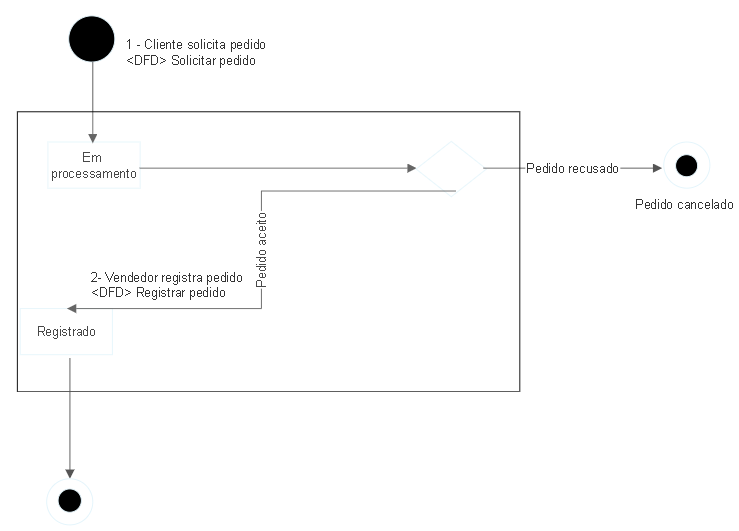 1 - Cliente solicita pedido
<DFD> Solicitar pedido
Em
processamento
Pedido recusado
Pedido cancelado
Pedido aceito
2- Vendedor registra pedido
<DFD> Registrar pedido
Registrado